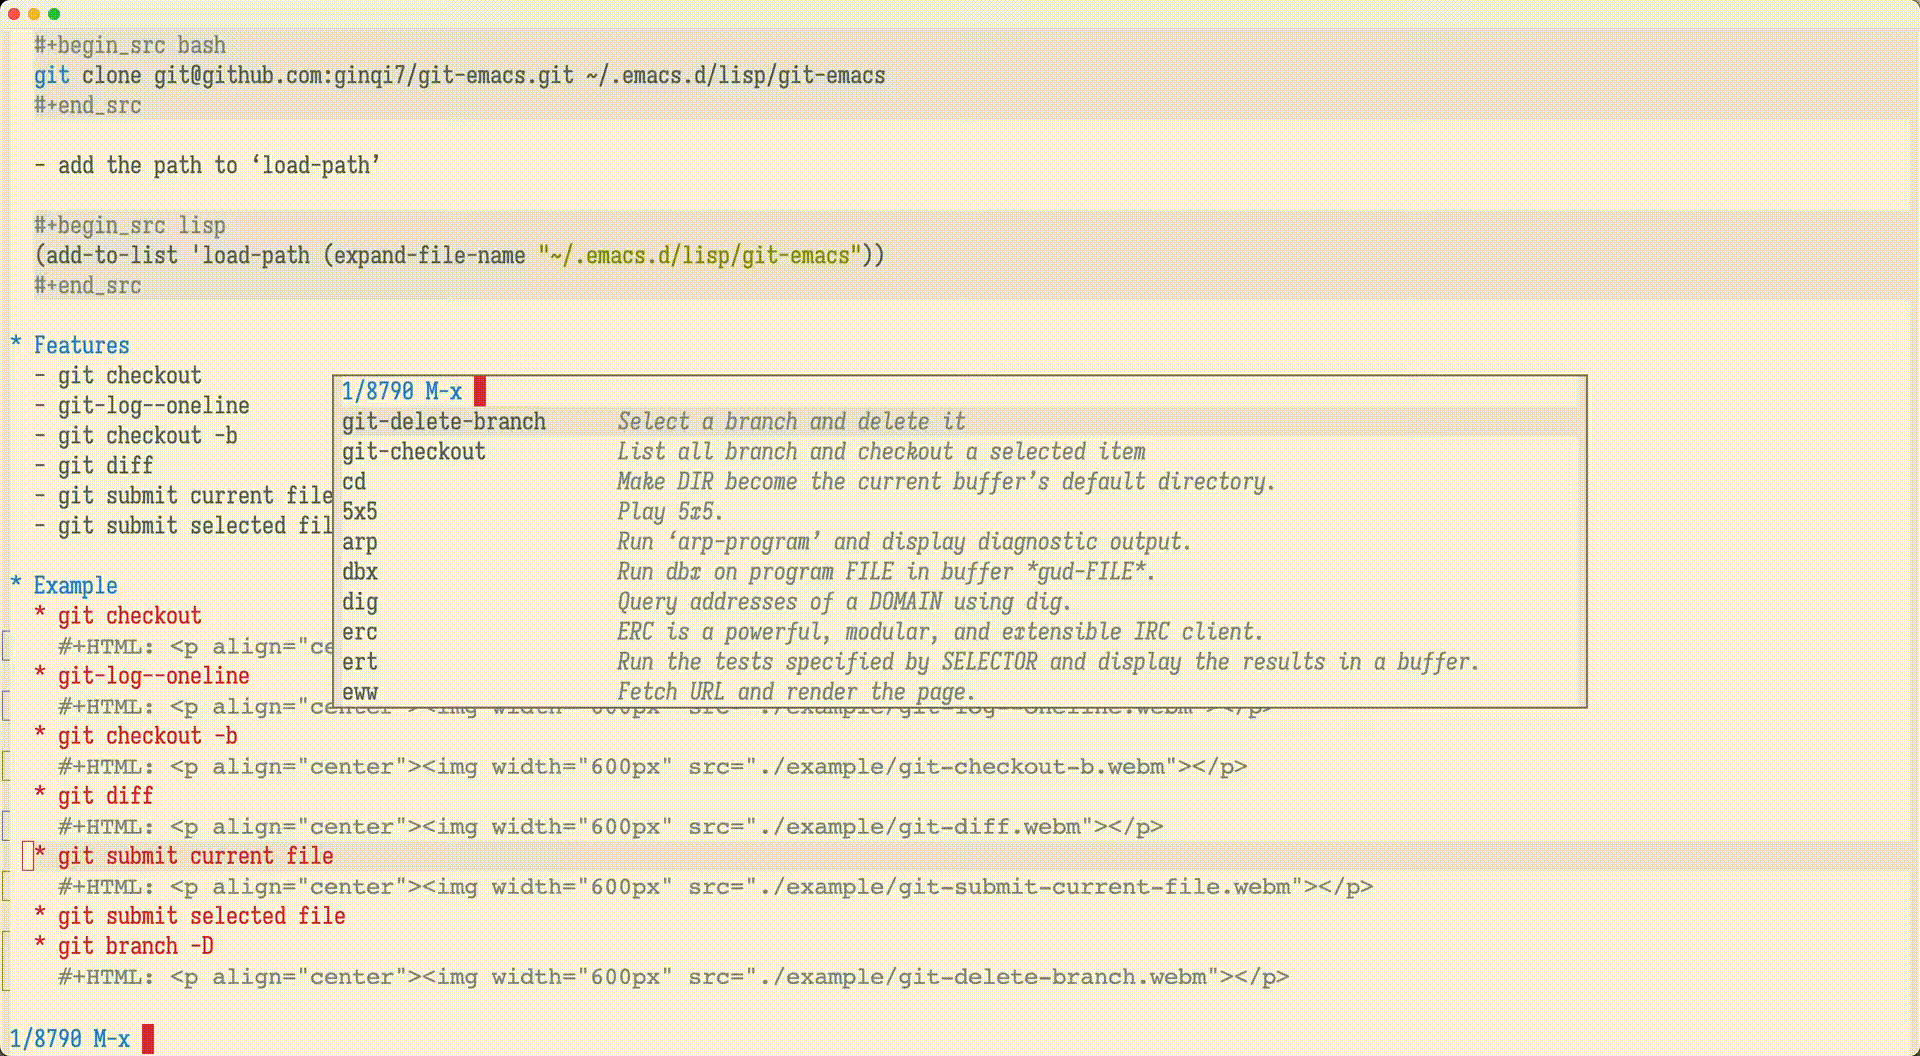 #+begin_src bash
git clone git@github.com:ginqi7/git-emacs.git ~/.emacs.d/lisp/git-emacs
#+end_src
- add the path to ‘load-path’
#+begin_src lisp
(add-to-list 'load-path (expand-file-name "~/.emacs.d/lisp/git-emacs"))
#+end_src
* Features
- git checkout
- git-log--oneline
- git checkout -b
- git diff
- git submit current file
- git submit selected fil
1/8790 M-x
git-delete-branch Select a branch and delete it
git-checkout List all branch and checkout a selected item
cd Make DIR become the current buffer’s default directory.
5x5 Play 5x5.
arp Run ‘arp-program’ and display diagnostic output.
dbx Run dbx on program FILE in buffer *gud-FILE*.
dig Query addresses of a DOMAIN using dig.
erc ERC is a powerful, modular, and extensible IRC client.
ert Run the tests specified by SELECTOR and display the results in a buffer.
eww Fetch URL and render the page.
* Example
* git checkout
#+HTML: <p align="ce
* git-log--oneline
#+HTML: <p align="center"><img width="600px" src="./example/git-log--oneline.webm"></p>
* git checkout -b
#+HTML: <p align="center"><img width="600px" src="./example/git-checkout-b.webm"></p>
* git diff
#+HTML: <p align="center"><img width="600px" src="./example/git-diff.webm"></p>
* git submit current file
#+HTML: <p align="center"><img width="600px" src="./example/git-submit-current-file.webm"></p>
* git submit selected file
* git branch -D
#+HTML: <p align="center"><img width="600px" src="./example/git-delete-branch.webm"></p>
1/8790 M-x